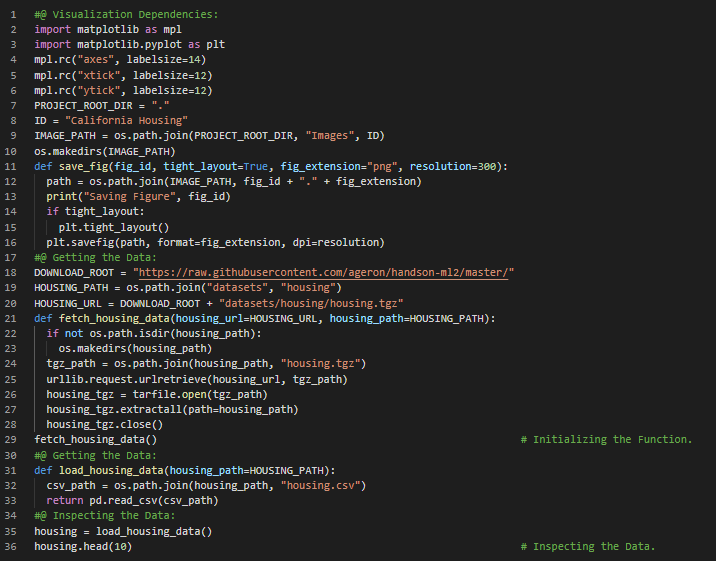 1 #@ Visualization Dependencies:
2 import matplotlib as mpl
3 import matplotlib.pyplot as plt
4 mpl.rc("axes", labelsize=14)
5 mpl.rc("xtick", labelsize=12)
6 mpl.rc("ytick", labelsize=12)
7 PROJECT_ROOT_DIR = "."
8 ID = "California Housing"
9 IMAGE_PATH = os.path.join(PROJECT_ROOT_DIR, "Images", ID)
10 os.makedirs(IMAGE_PATH)
11 def save_fig(fig_id, tight_layout=True, fig_extension="png", resolution=300):
12   path = os.path.join(IMAGE_PATH, fig_id + "." + fig_extension)
13   print("Saving Figure", fig_id)
14   if tight_layout:
15     plt.tight_layout()
16   plt.savefig(path, format=fig_extension, dpi=resolution)
17 #@ Getting the Data:
18 DOWNLOAD_ROOT = "https://raw.githubusercontent.com/ageron/handson-ml2/master/"
19 HOUSING_PATH = os.path.join("datasets", "housing")
20 HOUSING_URL = DOWNLOAD_ROOT + "datasets/housing/housing.tgz"
21 def fetch_housing_data(housing_url=HOUSING_URL, housing_path=HOUSING_PATH):
22   if not os.path.isdir(housing_path):
23     os.makedirs(housing_path)
24   tgz_path = os.path.join(housing_path, "housing.tgz")
25   urllib.request.urlretrieve(housing_url, tgz_path)
26   housing_tgz = tarfile.open(tgz_path)
27   housing_tgz.extractall(path=housing_path)
28   housing_tgz.close()
29 fetch_housing_data() # Initializing the Function.
30 #@ Getting the Data:
31 def load_housing_data(housing_path=HOUSING_PATH):
32   csv_path = os.path.join(housing_path, "housing.csv")
33   return pd.read_csv(csv_path)
34 #@ Inspecting the Data:
35 housing = load_housing_data()
36 housing.head(10) # Inspecting the Data.